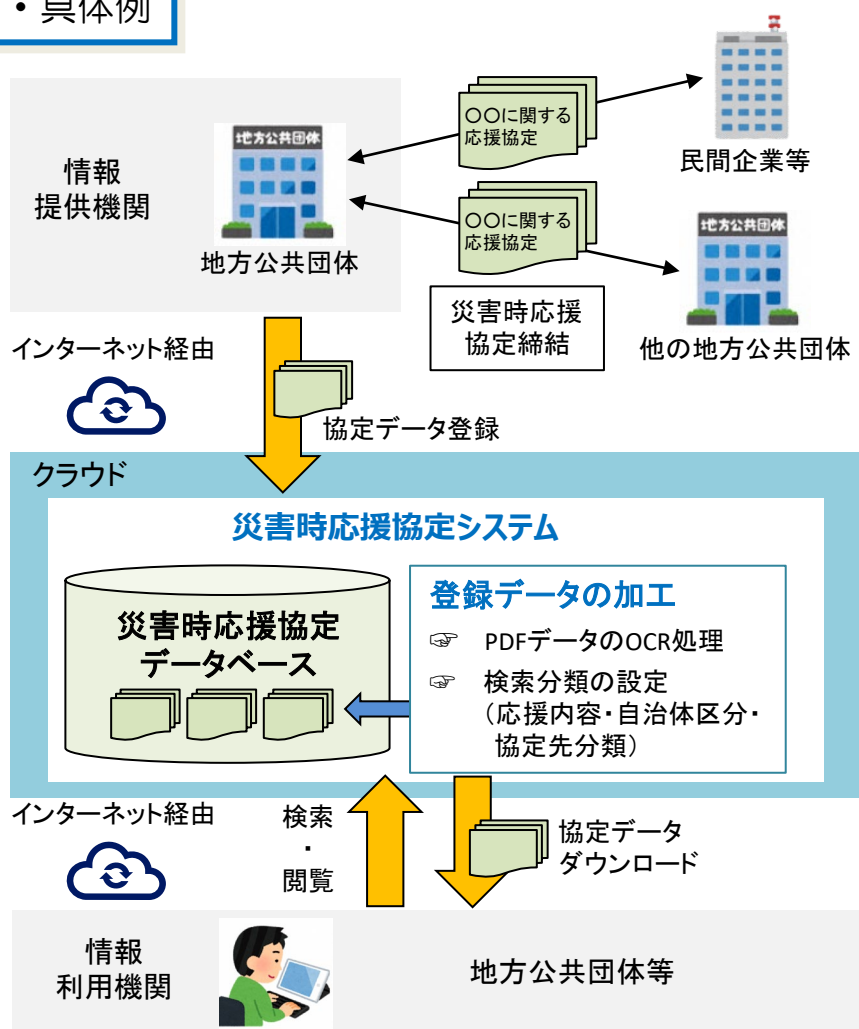 ・具体例
〇〇に関する
応援協定
民間企業等
地方公共団体
情報
提供機関
地方公共団体
〇〇に関する
応援協定
地方公共団体
災害時応援
協定締結
他の地方公共団体
インターネット経由
協定データ登録
クラウド
災害時応援協定システム
災害時応援協定
データベース
登録データの加工
☞ PDFデータのOCR処理
☞ 検索分類の設定
（応援内容・自治体区分・
協定先分類）
インターネット経由
検索
・
閲覧
協定データ
ダウンロード
情報
利用機関
地方公共団体等